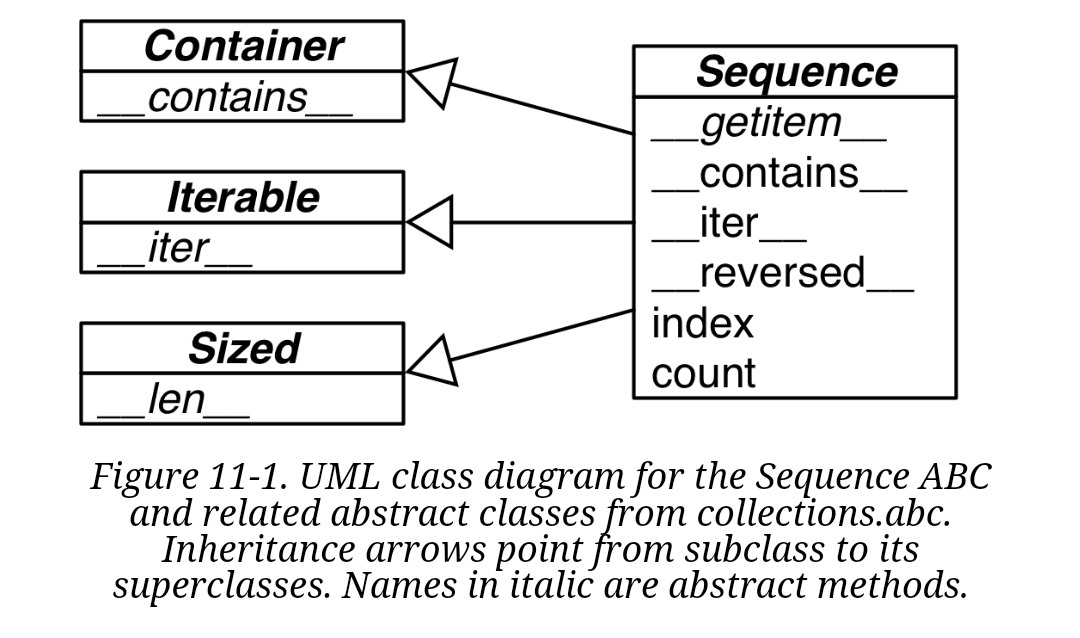 Container
__contains__
Iterable
__iter__
Sized
__len__
Sequence
__getitem__
__contains__
__iter__
__reversed__
index
count
Figure 11-1. UML class diagram for the Sequence ABC
and related abstract classes from collections.abc.
Inheritance arrows point from subclass to its
superclasses. Names in italic are abstract methods.